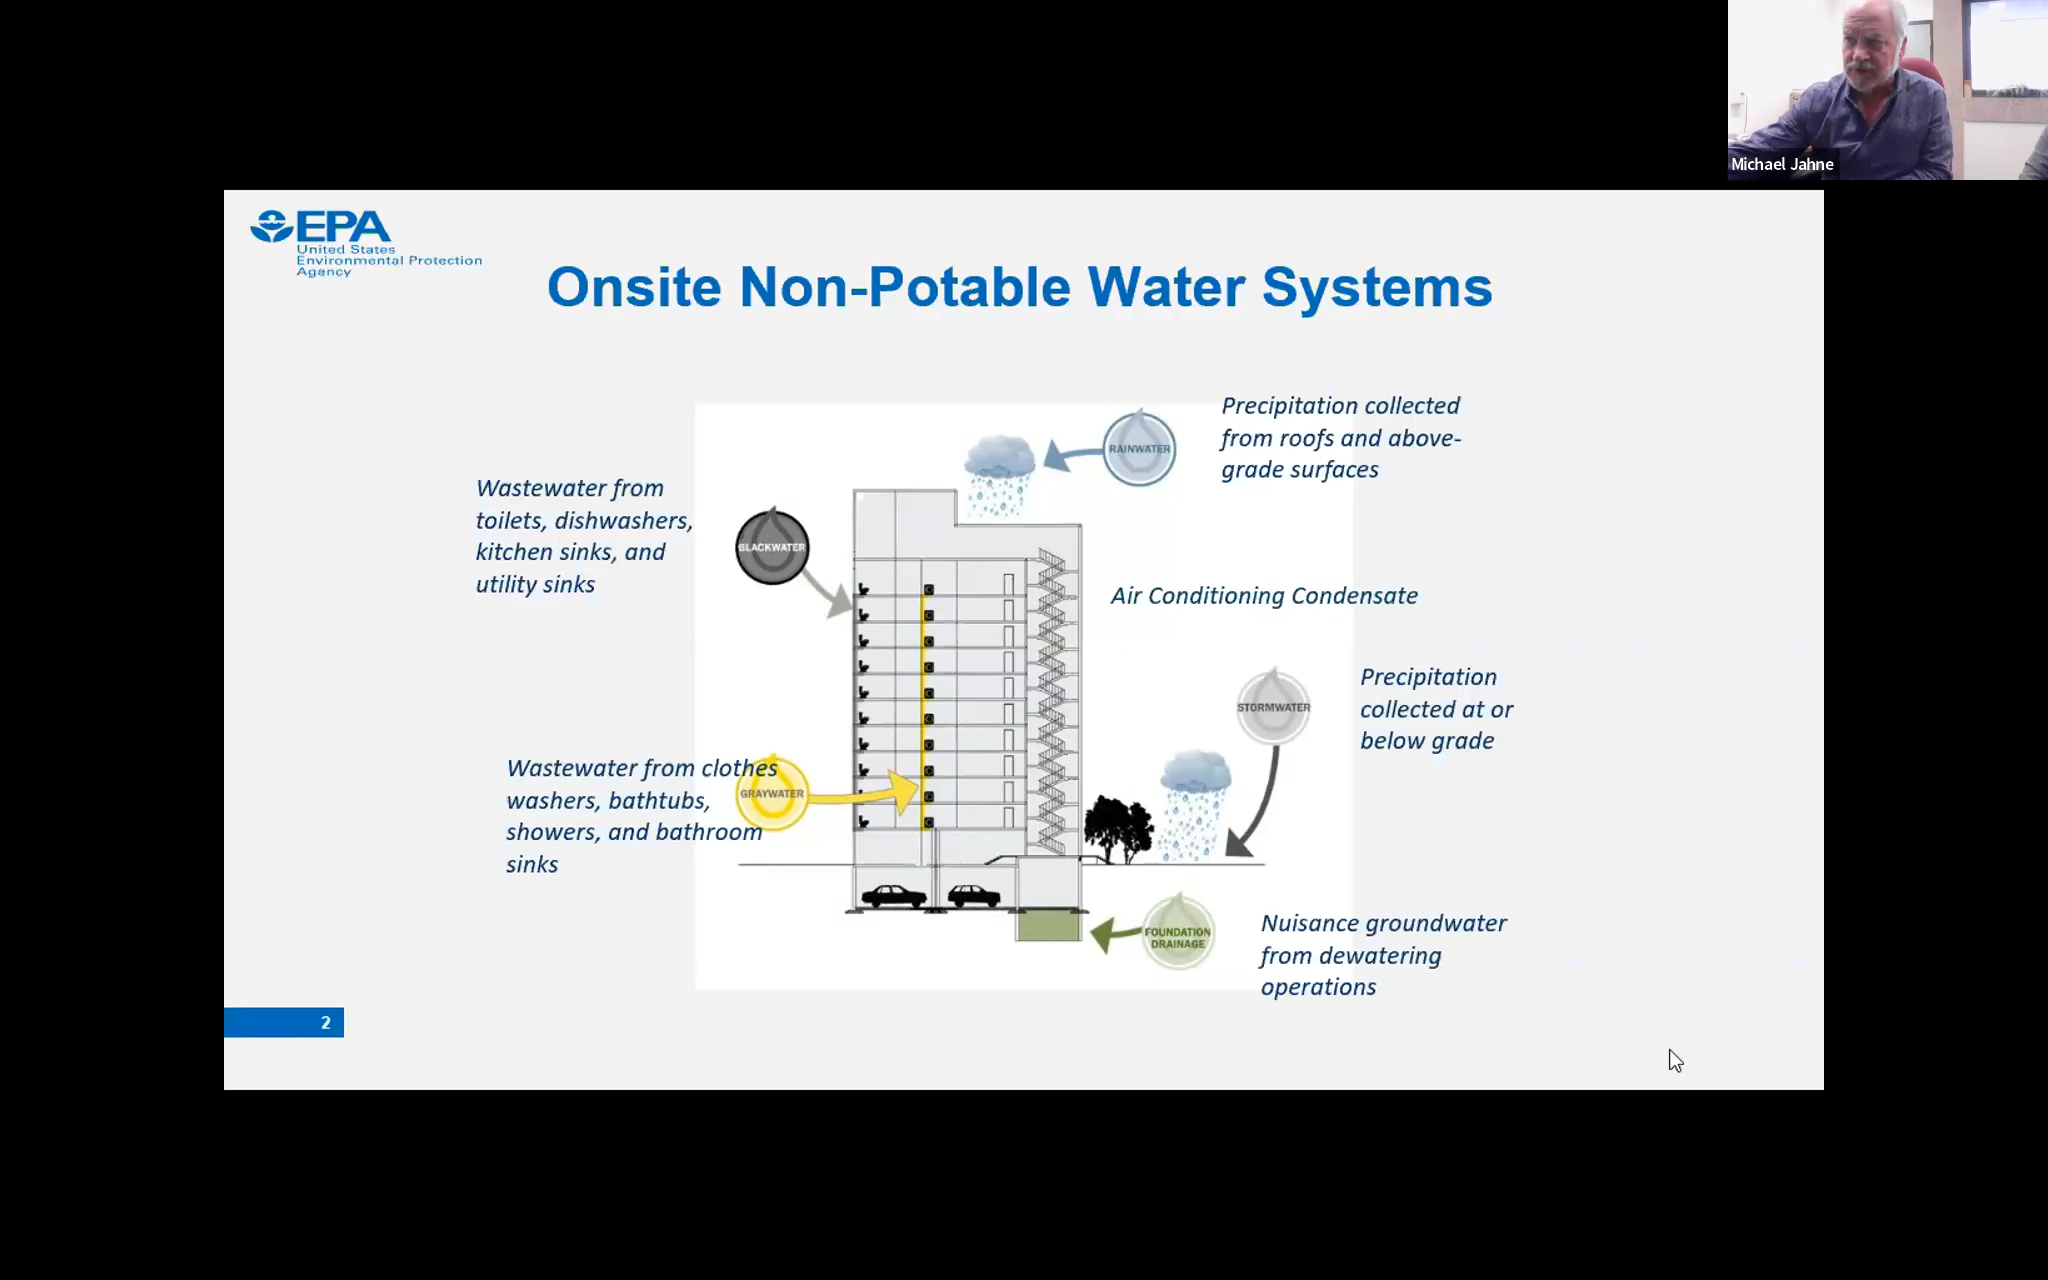 Michael Jahne
EPA
United States
Environmental Protection
Agency
Onsite Non-Potable Water Systems
Precipitation collected
from roofs and above-
grade surfaces
RAINWATER
Wastewater from
toilets, dishwashers,
kitchen sinks, and
utility sinks
BLACKWATER
Air Conditioning Condensate
Precipitation
collected at or
below grade
STORMWATER
Wastewater from clothes
washers, bathtubs,
showers, and bathroom
sinks
GRAYWATER
FOUNDATION
DRAINAGE
Nuisance groundwater
from dewatering
operations
2